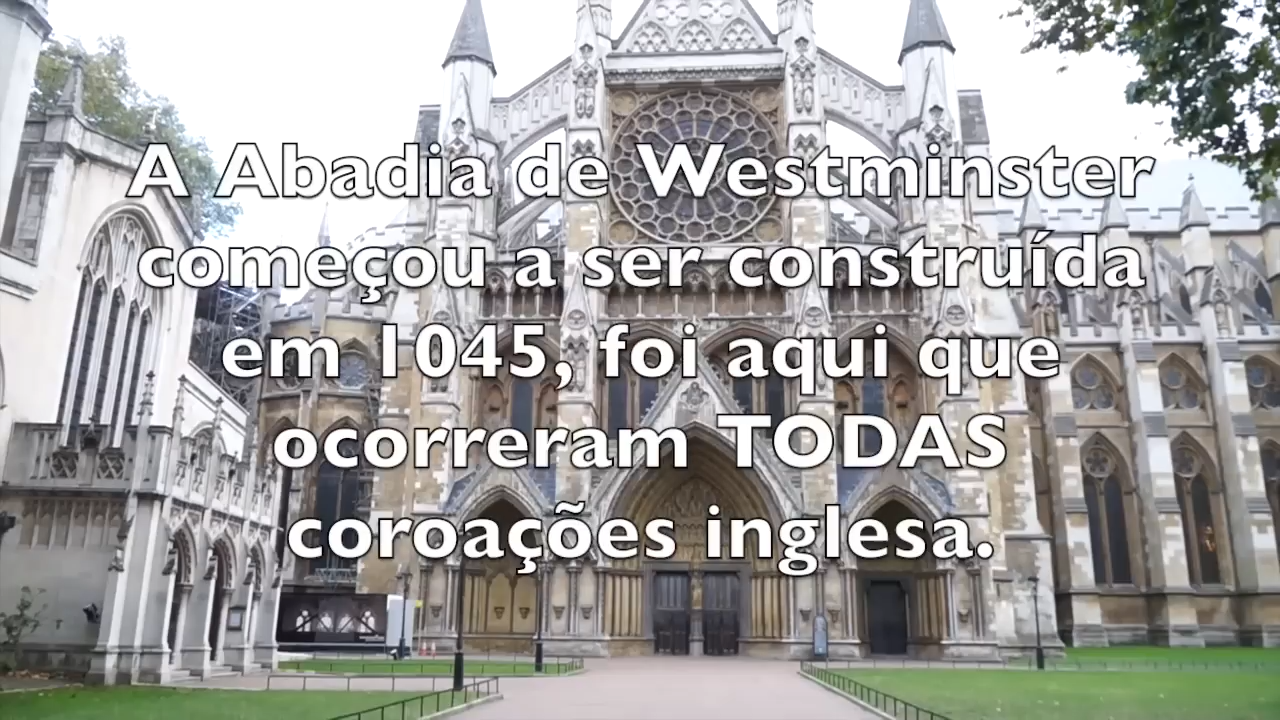 A Abadia de Westminster
começou a ser construída
em 1045, foi aqui que
ocorreram TODAS
coroações inglesa.